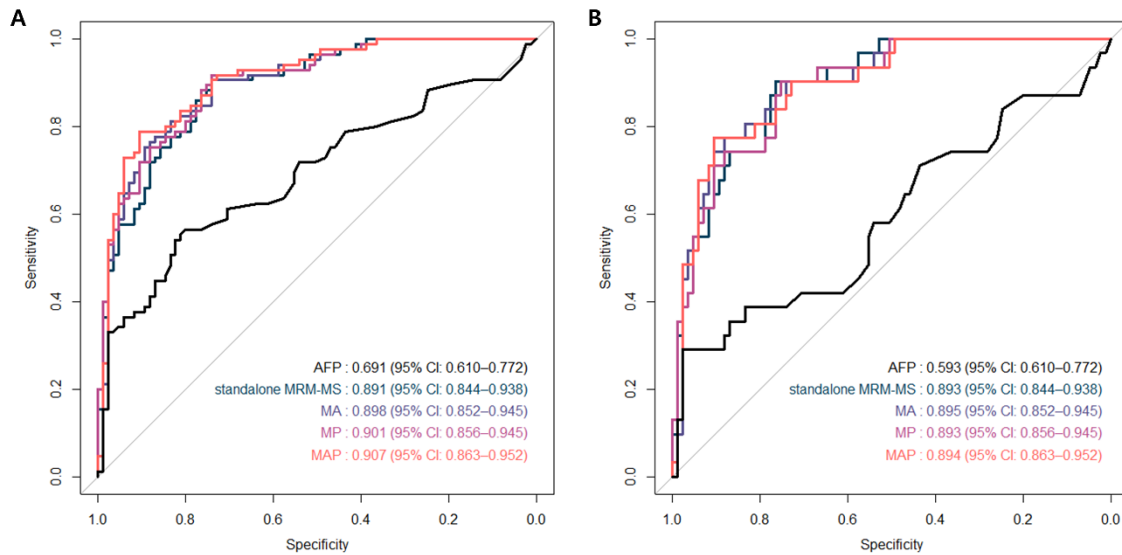 A
1.0
0.8
0.6
0.4
0.2
0.0
Sensitivity
AFP : 0.691 (95% CI: 0.610–0.772)
standalone MRM-MS : 0.891 (95% CI: 0.844–0.938)
MA : 0.898 (95% CI: 0.852–0.945)
MP : 0.901 (95% CI: 0.856–0.945)
MAP : 0.907 (95% CI: 0.863–0.952)
1.0 0.8 0.6 0.4 0.2 0.0
Specificity
B
1.0
0.8
0.6
0.4
0.2
0.0
Sensitivity
AFP : 0.593 (95% CI: 0.610–0.772)
standalone MRM-MS : 0.893 (95% CI: 0.844–0.938)
MA : 0.895 (95% CI: 0.852–0.945)
MP : 0.893 (95% CI: 0.856–0.945)
MAP : 0.894 (95% CI: 0.863–0.952)
1.0 0.8 0.6 0.4 0.2 0.0
Specificity